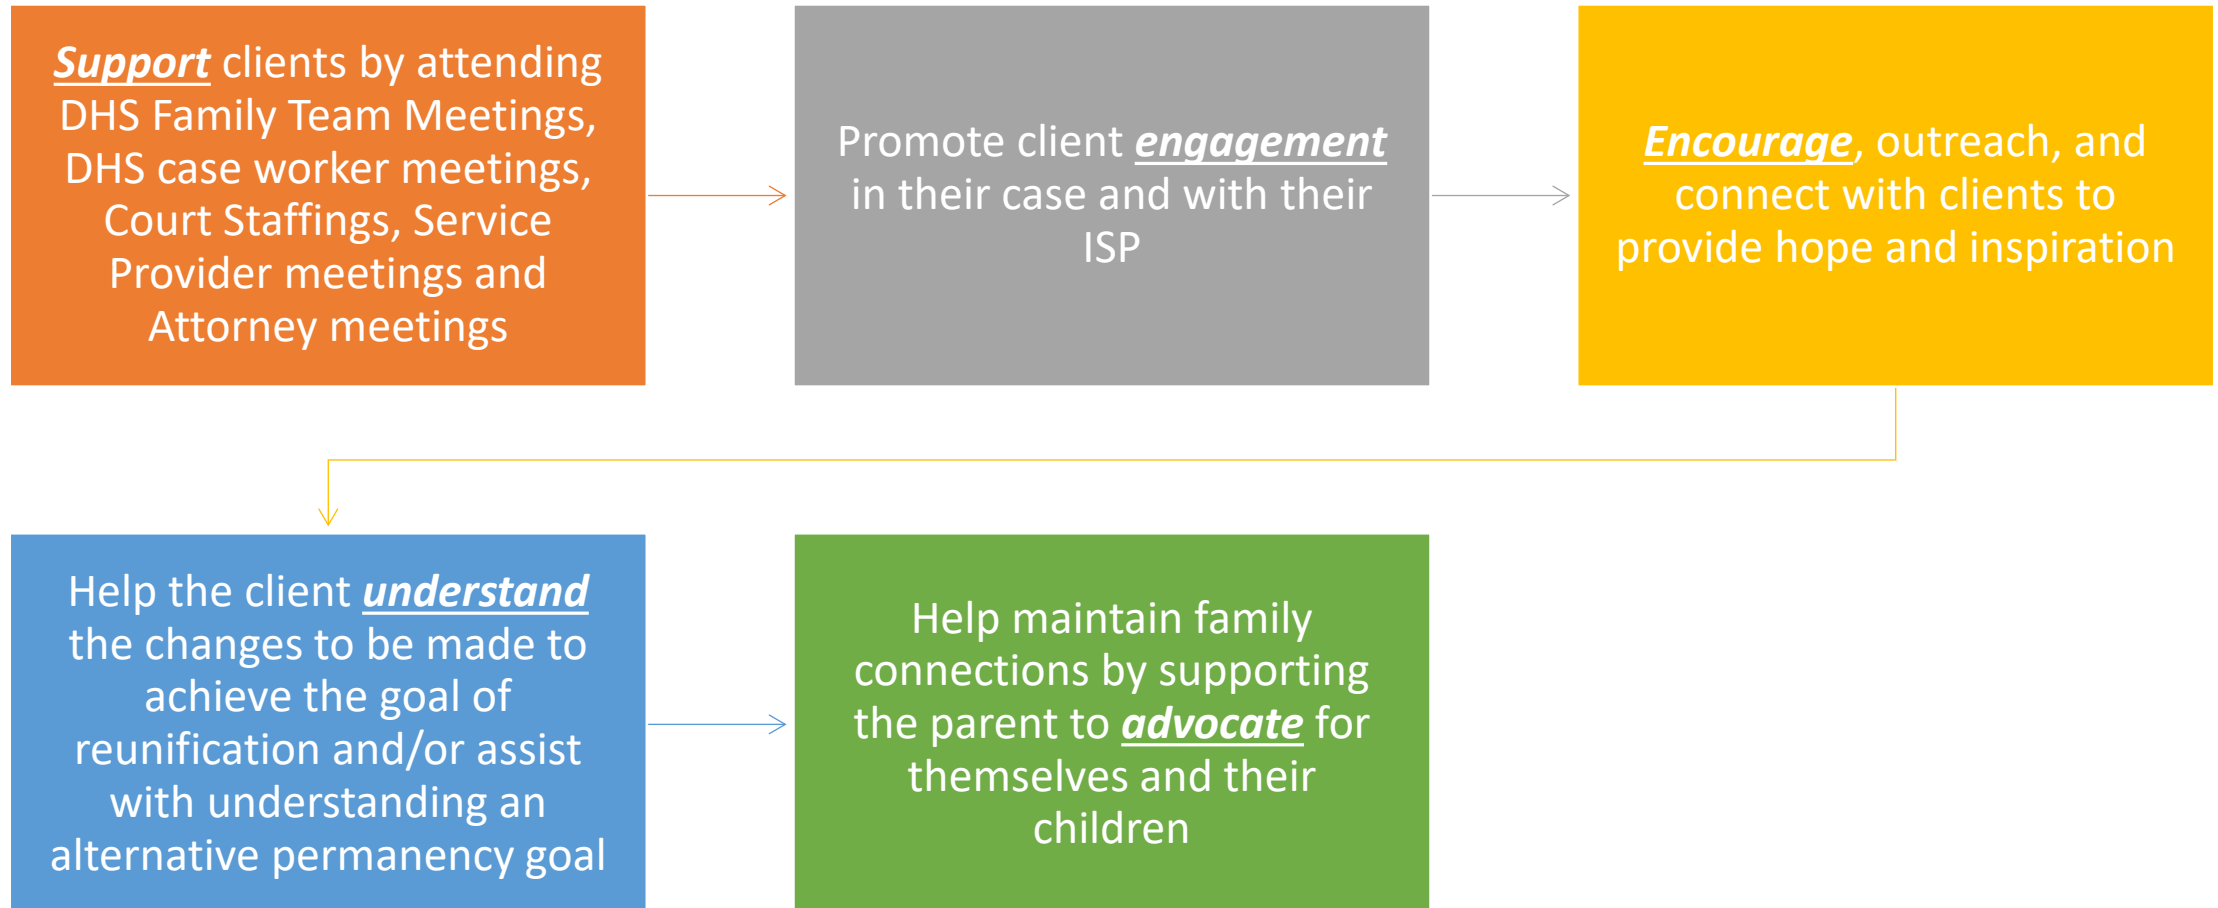 Support clients by attending
DHS Family Team Meetings,
DHS case worker meetings,
Court Staffings, Service
Provider meetings and
Attorney meetings
Promote client engagement
in their case and with their
ISP
Encourage, outreach, and
connect with clients to
provide hope and inspiration
Help the client understand
the changes to be made to
achieve the goal of
reunification and/or assist
with understanding an
alternative permanency goal
Help maintain family
connections by supporting
the parent to advocate for
themselves and their
children